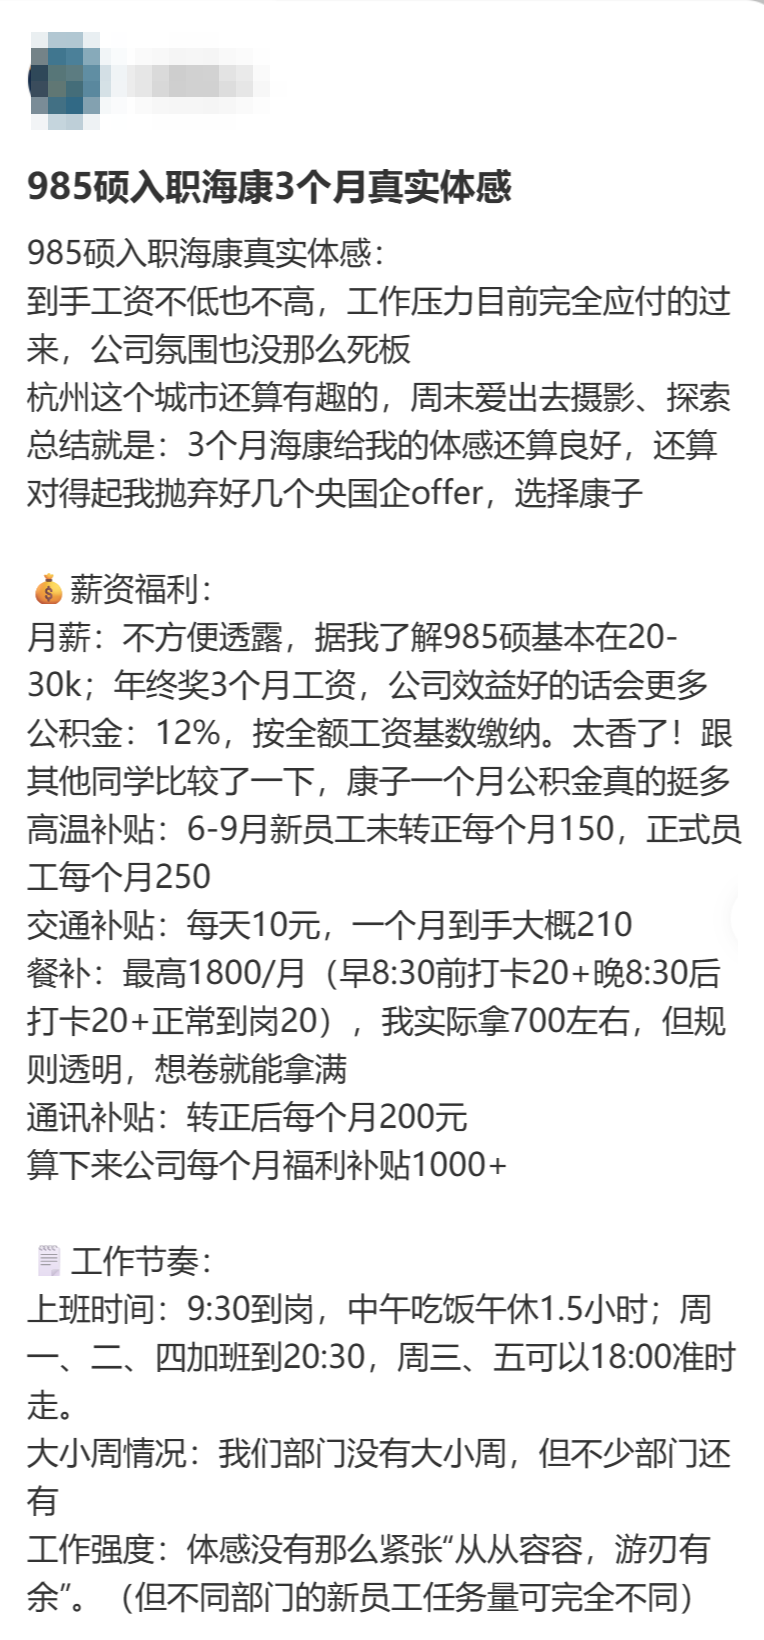 985硕入职海康3个月真实体感
985硕入职海康真实体感：
到手工资不低也不高，工作压力目前完全应付的过
来，公司氛围也没那么死板
杭州这个城市还算有趣的，周末爱出去摄影、探索
总结就是：3个月海康给我的体感还算良好，还算
对得起我抛弃好几个央国企offer，选择康子
💰薪资福利：
月薪：不方便透露，据我了解985硕基本在20-
30k；年终奖3个月工资，公司效益好的话会更多
公积金：12%，按全额工资基数缴纳。太香了！跟
其他同学比较了一下，康子一个月公积金真的挺多
高温补贴：6-9月新员工未转正每个月150，正式员
工每个月250
交通补贴：每天10元，一个月到手大概210
餐补：最高1800/月（早8:30前打卡20+晚8:30后
打卡20+正常到岗20），我实际拿700左右，但规
则透明，想卷就能拿满
通讯补贴：转正后每个月200元
算下来公司每个月福利补贴1000+
🗒️工作节奏：
上班时间：9:30到岗，中午吃饭午休1.5小时；周
一、二、四加班到20:30，周三、五可以18:00准时
走。
大小周情况：我们部门没有大小周，但不少部门还
有
工作强度：体感没有那么紧张“从从容容，游刃有
余”。（但不同部门的新员工任务量可完全不同）